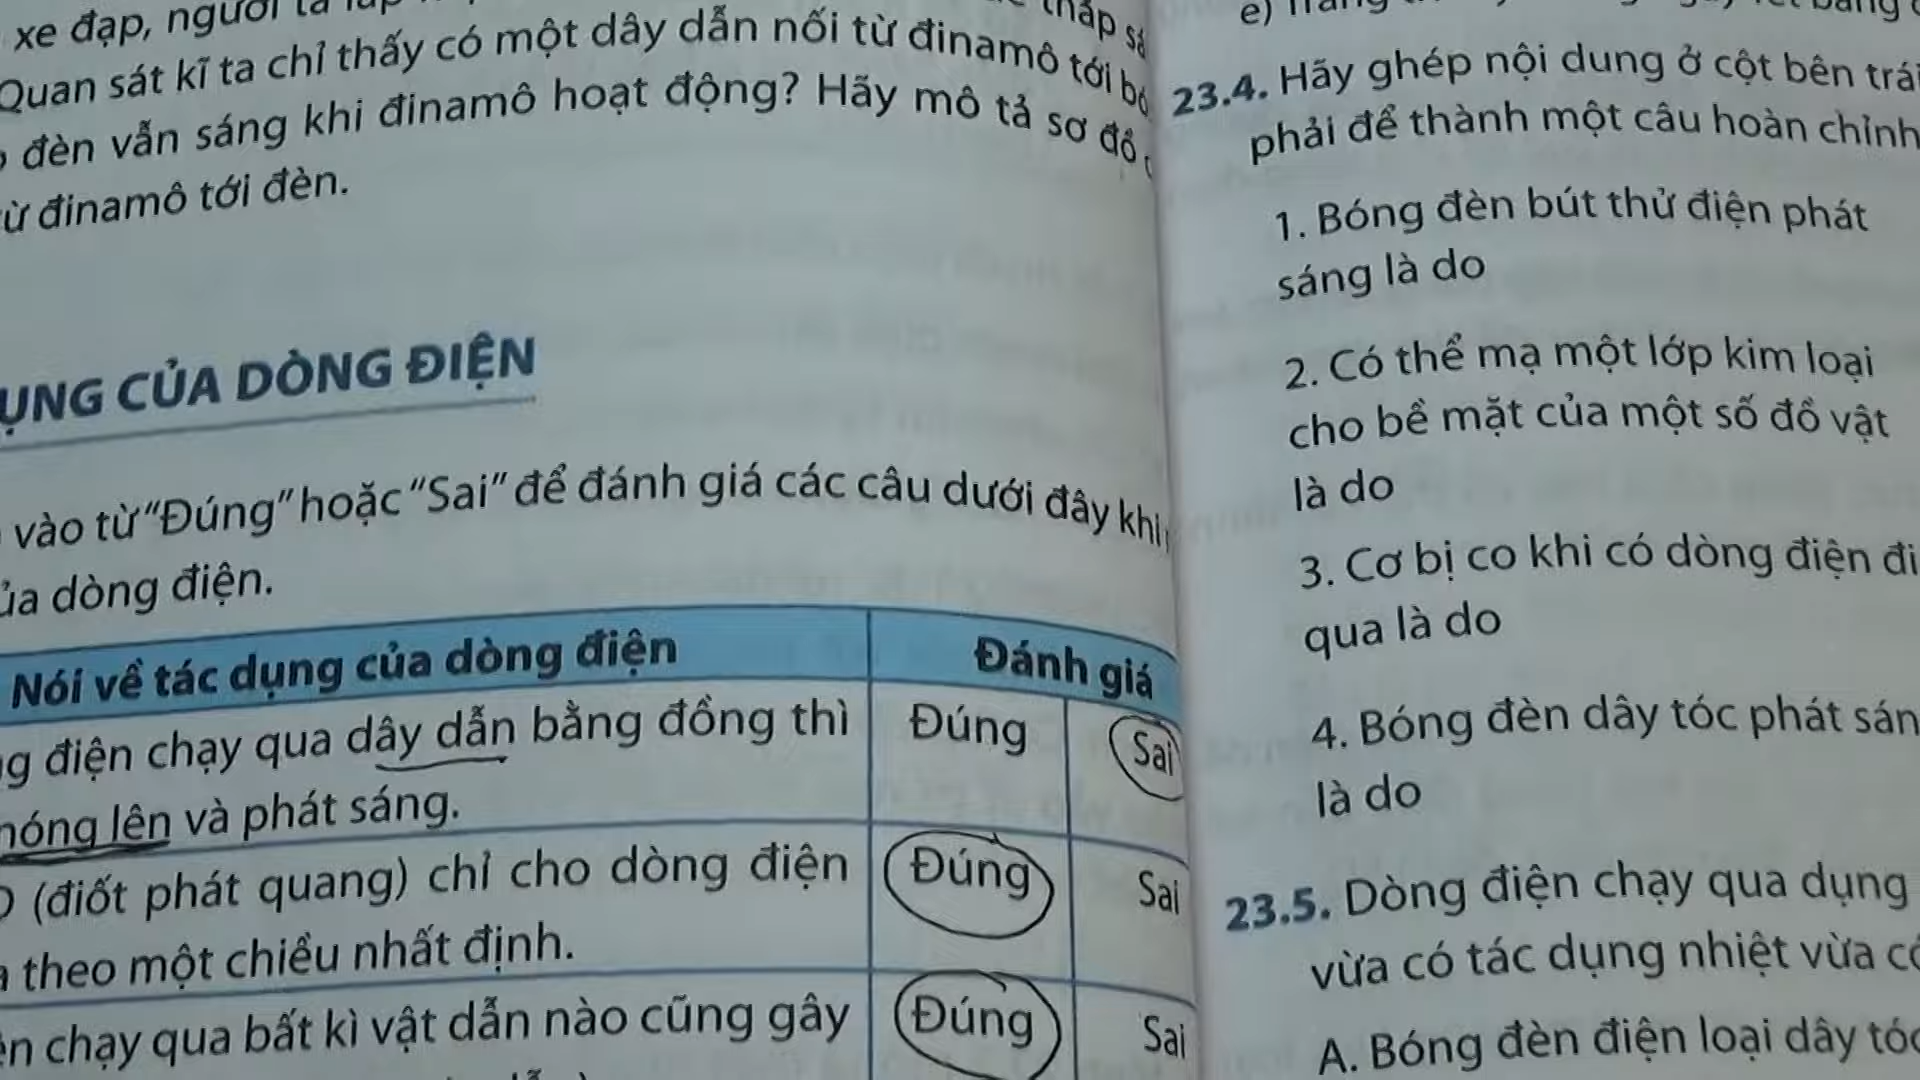 xe đạp, người ta
Quan sát kĩ ta chỉ thấy có một dây dẫn nối từ đinamô tới
đèn vẫn sáng khi đinamô hoạt động? Hãy mô tả sơ đồ
đinamô tới đèn.
CỦA DÒNG ĐIỆN
vào từ "Đúng" hoặc "Sai" để đánh giá các câu dưới đây khi
dòng điện.
Nói về tác dụng của dòng điện
Đánh giá
điện chạy qua dây dẫn bằng đồng thì
Đúng
Sai
nóng lên và phát sáng.
(điốt phát quang) chỉ cho dòng điện
Đúng
Sai
theo một chiều nhất định.
chạy qua bất kì vật dẫn nào cũng gây
Đúng
Sai
e)
23.4. Hãy ghép nội dung ở cột bên trái
phải để thành một câu hoàn chỉnh
1. Bóng đèn bút thử điện phát
sáng là do
2. Có thể mạ một lớp kim loại
cho bề mặt của một số đồ vật
là do
3. Cơ bị co khi có dòng điện đi
qua là do
4. Bóng đèn dây tóc phát
là do
23.5. Dòng điện chạy qua dụng
vừa có tác dụng nhiệt vừa
A. Bóng đèn điện loại dây tóc